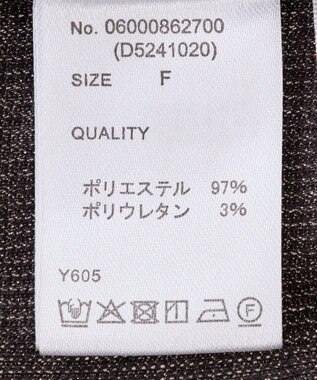 No. 06000862700
(D5241020)
SIZE F
QUALITY
ポリエステル 97%
ポリウレタン 3%
Y605
F